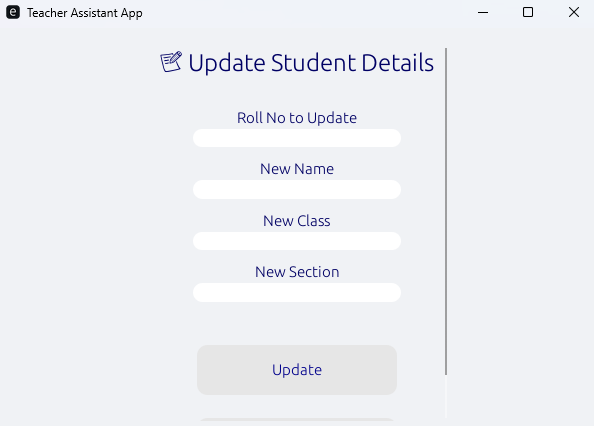 e Teacher Assistant App
Update Student Details
Roll No to Update
New Name
New Class
New Section
Update